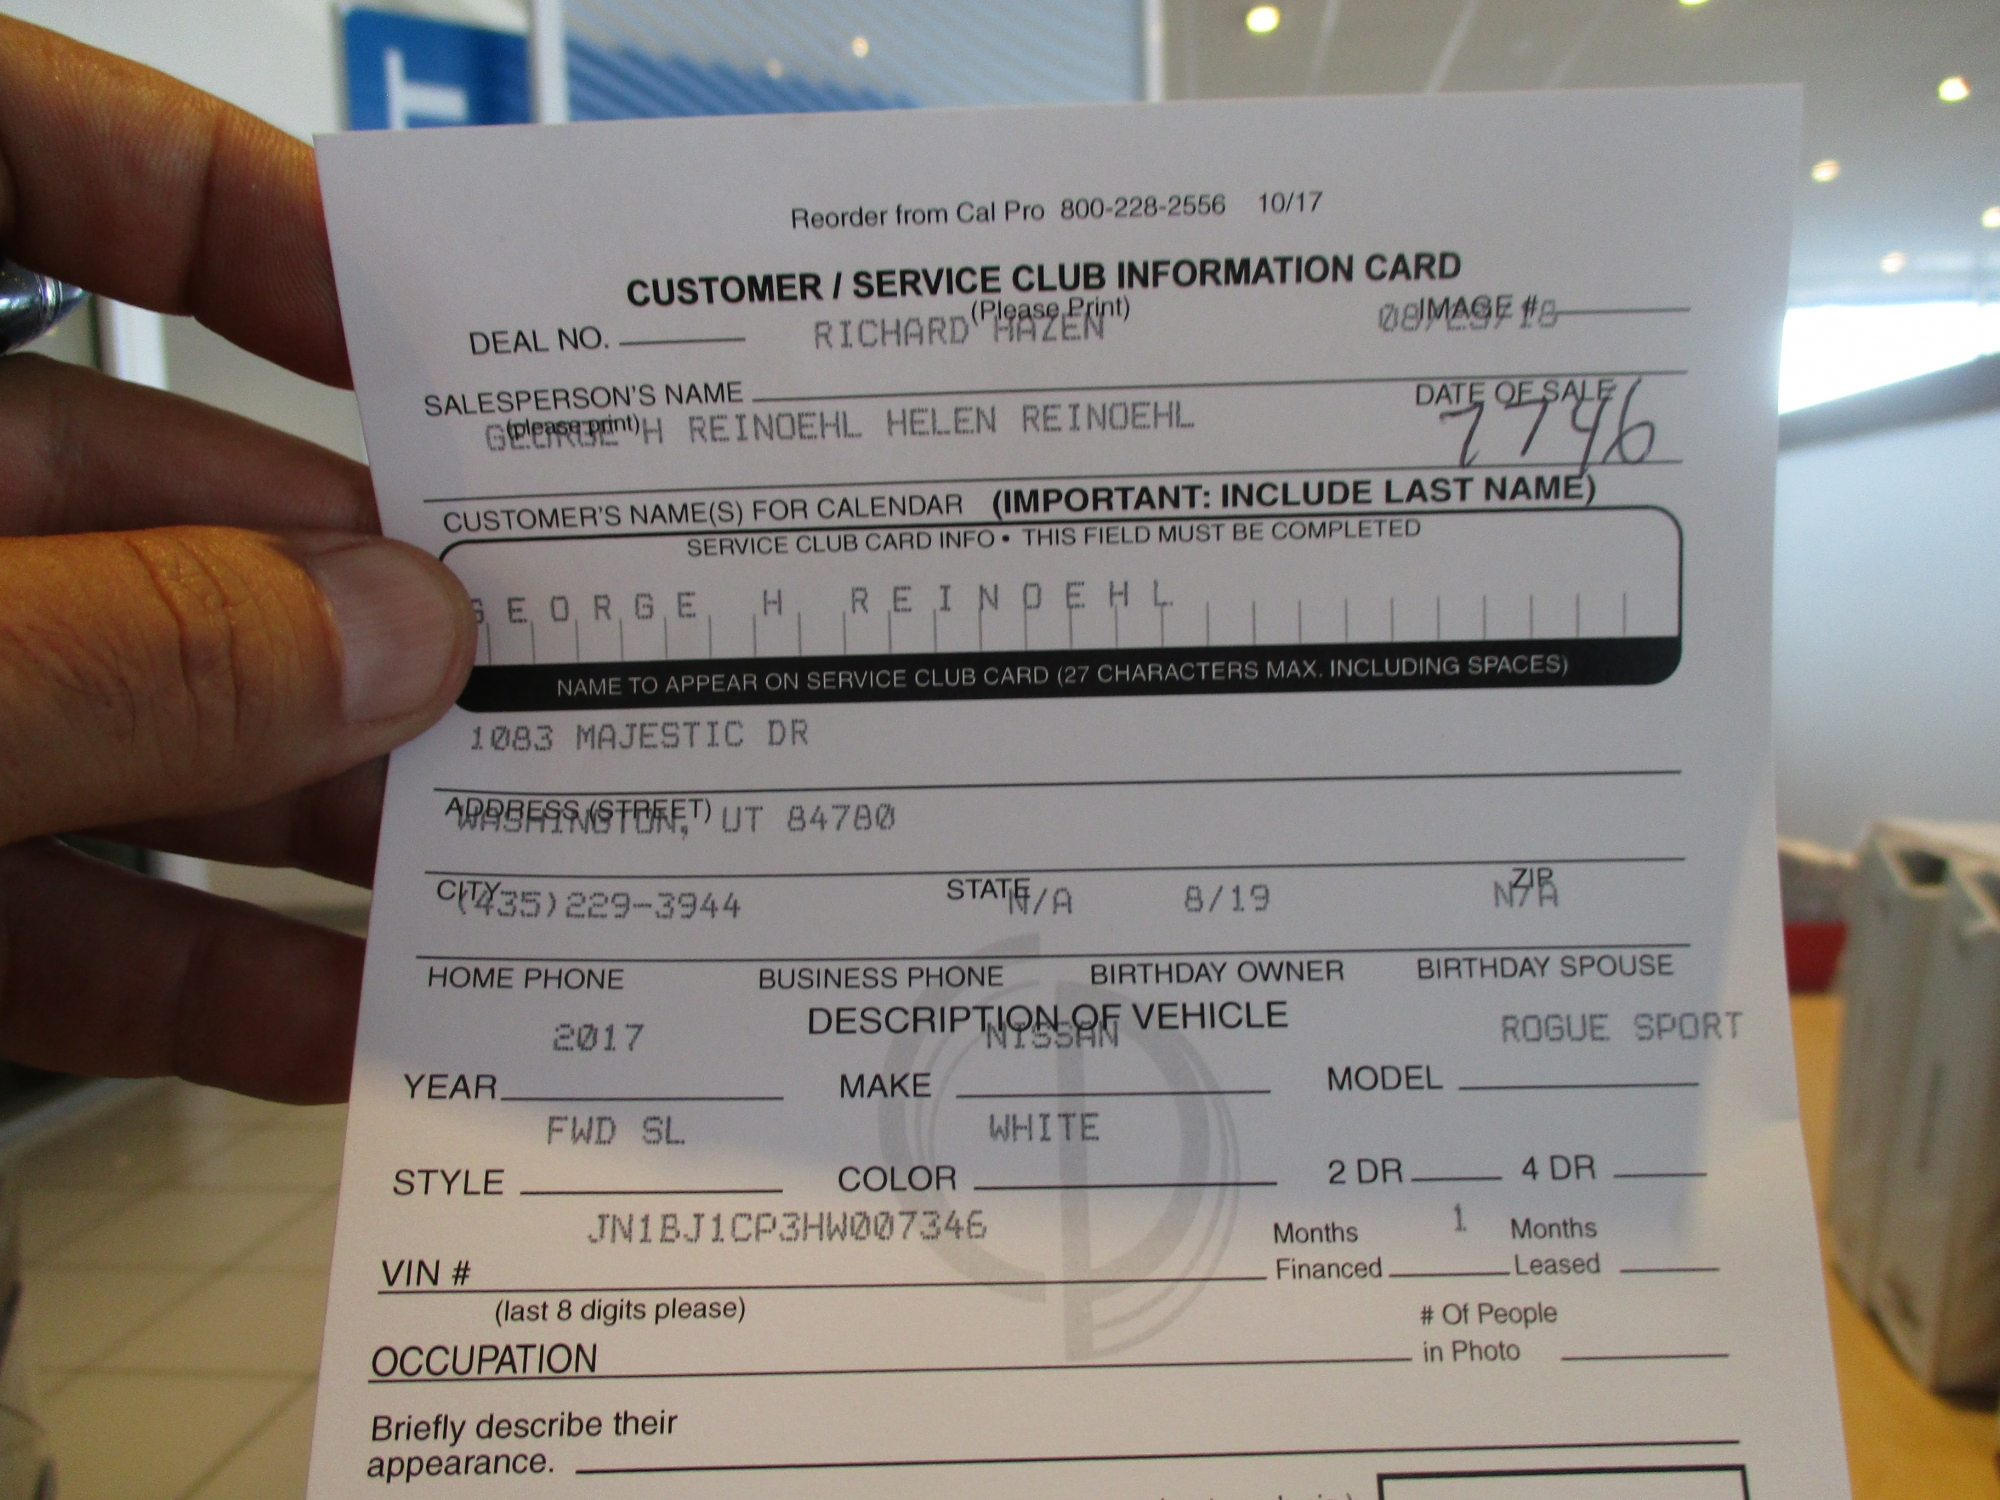 Reorder from Cal Pro 800-228-2556 10/17
CUSTOMER / SERVICE CLUB INFORMATION CARD
(Please Print)
DEAL NO. RICHARD HAZEN IMAGE #
SALESPERSON'S NAME DATE OF SALE
(please print)
GEORGE H REINOEHL HELEN REINOEHL 7746
CUSTOMER'S NAME(S) FOR CALENDAR (IMPORTANT: INCLUDE LAST NAME)
SERVICE CLUB CARD INFO • THIS FIELD MUST BE COMPLETED
GEORGE H REINOEHL
NAME TO APPEAR ON SERVICE CLUB CARD (27 CHARACTERS MAX. INCLUDING SPACES)
1083 MAJESTIC DR
ADDRESS (STREET)
WASHINGTON, UT 84780
CITY STATE ZIP
(435)229-3944 N/A 8/19 N/A
HOME PHONE BUSINESS PHONE BIRTHDAY OWNER BIRTHDAY SPOUSE
DESCRIPTION OF VEHICLE
2017 NISSAN ROGUE SPORT
YEAR MAKE MODEL
FWD SL WHITE
STYLE COLOR 2 DR 4 DR
JN1BJ1CP3HW007346 Months 1 Months
VIN # Financed Leased
(last 8 digits please) # Of People
OCCUPATION in Photo
Briefly describe their
appearance.